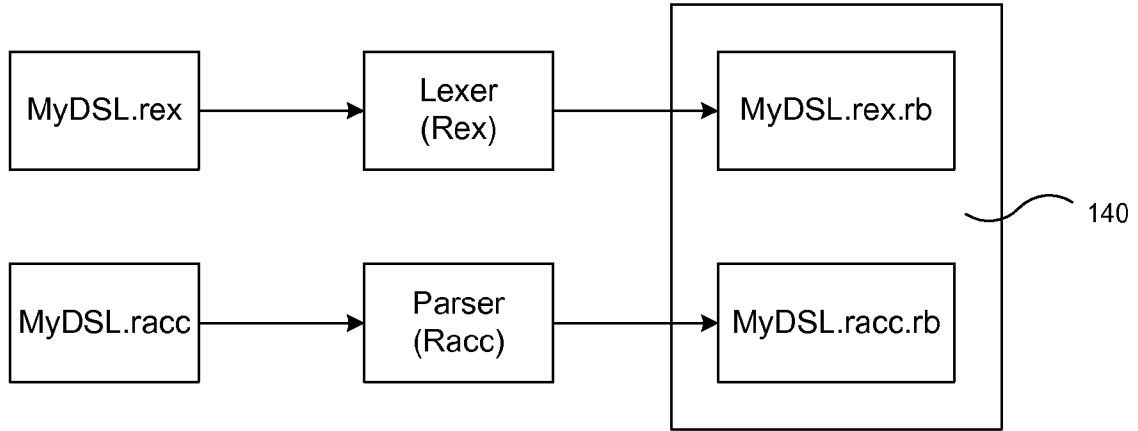 MyDSL.rex
Lexer
(Rex)
MyDSL.rex.rb
140
MyDSL.racc
Parser
(Racc)
MyDSL.racc.rb